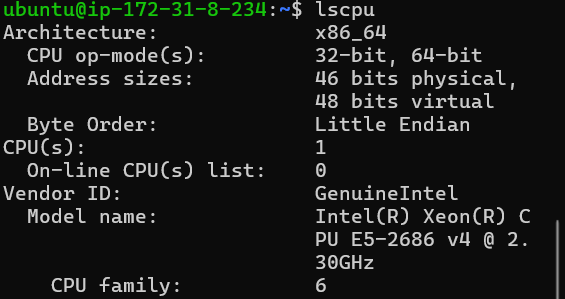 ubuntu@ip-172-31-8-234:~$ lscpu
Architecture: x86_64
CPU op-mode(s): 32-bit, 64-bit
Address sizes: 46 bits physical,
48 bits virtual
Byte Order: Little Endian
CPU(s): 1
On-line CPU(s) list: 0
Vendor ID: GenuineIntel
Model name: Intel(R) Xeon(R) C
PU E5-2686 v4 @ 2.
30GHz
CPU family: 6